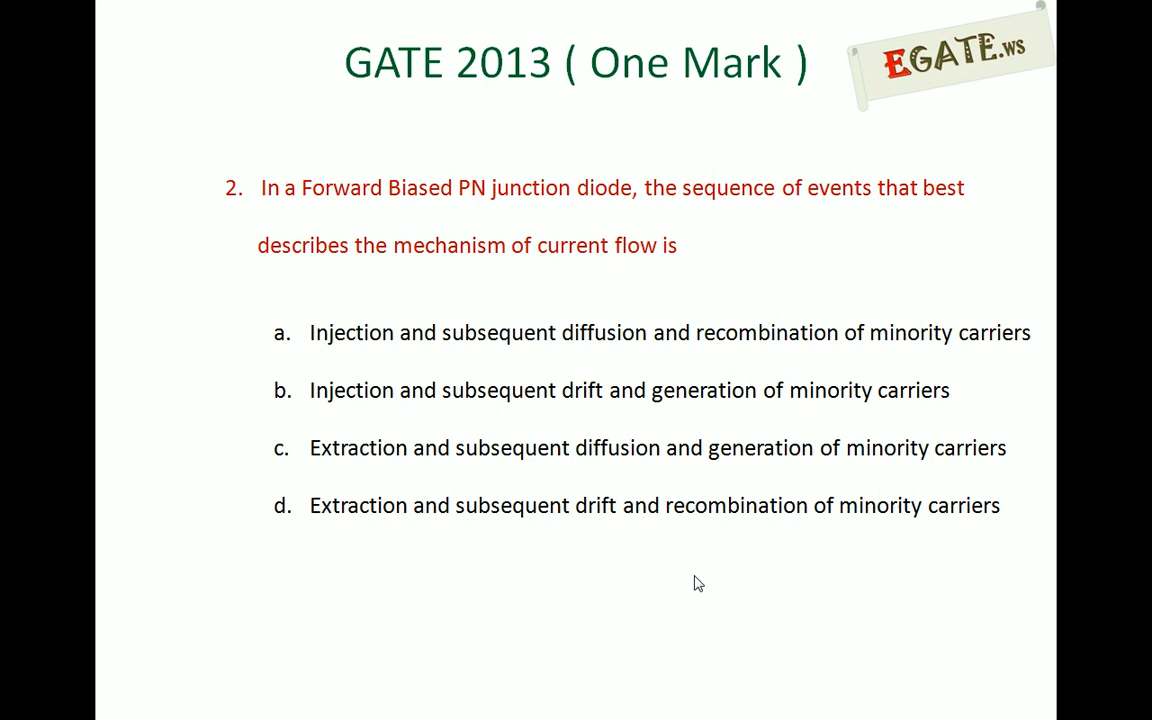 GATE 2013 ( One Mark )
EGATE.ws
2. In a Forward Biased PN junction diode, the sequence of events that best
describes the mechanism of current flow is
a. Injection and subsequent diffusion and recombination of minority carriers
b. Injection and subsequent drift and generation of minority carriers
c. Extraction and subsequent diffusion and generation of minority carriers
d. Extraction and subsequent drift and recombination of minority carriers